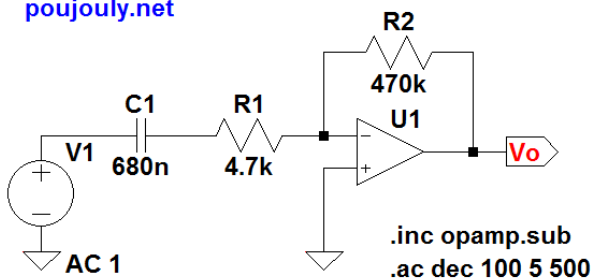 poujouly.net
R2
470k
C1
R1
U1
V1
680n
4.7k
Vo
AC 1
.inc opamp.sub
.ac dec 100 5 500